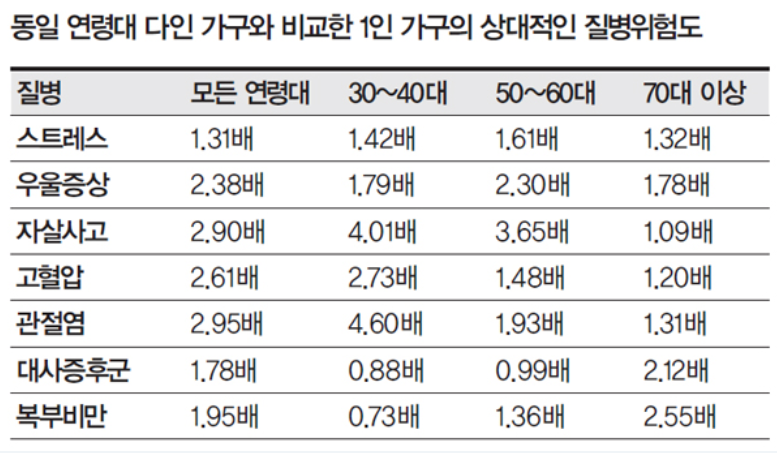 동일 연령대 다인 가구와 비교한 1인 가구의 상대적인 질병위험도
질병 모든 연령대 30~40대 50~60대 70대 이상
스트레스 1.31배 1.42배 1.61배 1.32배
우울증상 2.38배 1.79배 2.30배 1.78배
자살사고 2.90배 4.01배 3.65배 1.09배
고혈압 2.61배 2.73배 1.48배 1.20배
관절염 2.95배 4.60배 1.93배 1.31배
대사증후군 1.78배 0.88배 0.99배 2.12배
복부비만 1.95배 0.73배 1.36배 2.55배